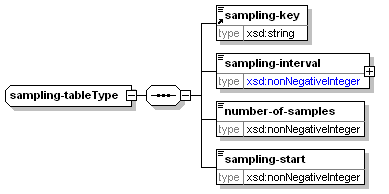 sampling-tableType
sampling-key
type xsd:string
sampling-interval
type xsd:nonNegativeInteger
number-of-samples
type xsd:nonNegativeInteger
sampling-start
type xsd:nonNegativeInteger